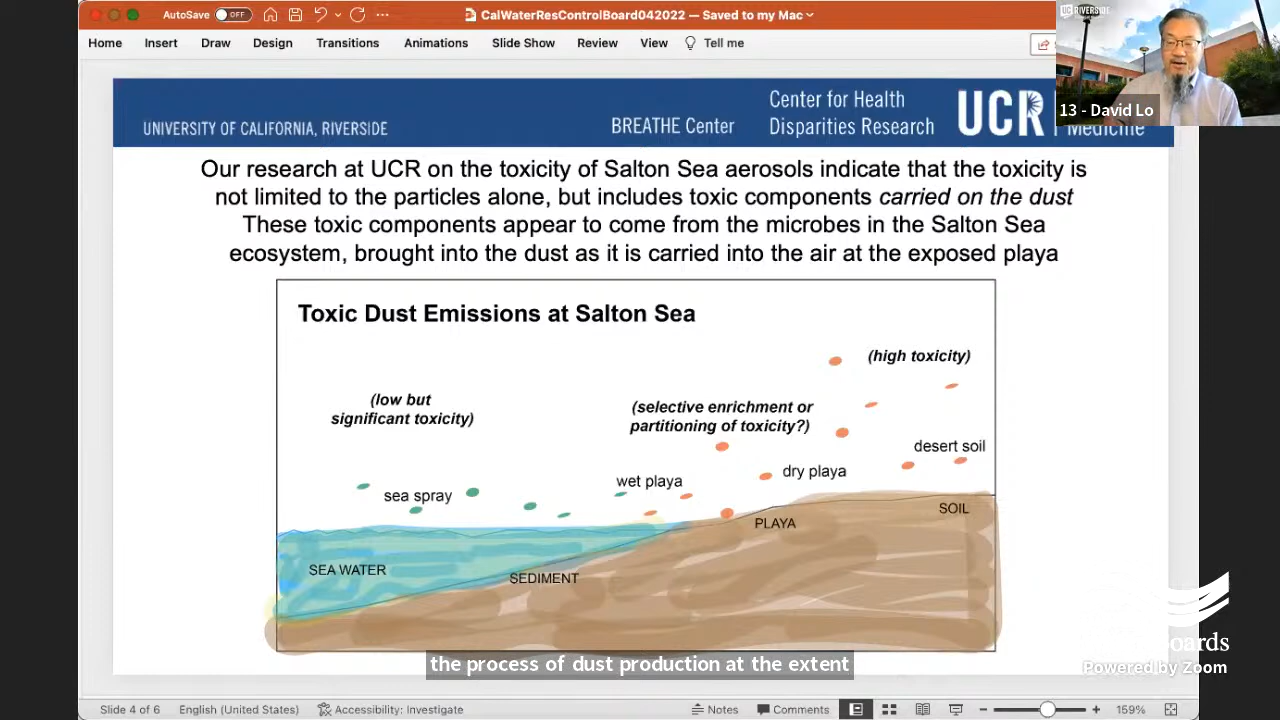 AutoSave OFF
CalWaterResControlBoard042022 — Saved to my Mac
Home Insert Draw Design Transitions Animations Slide Show Review View Tell me
UC RIVERSIDE
13 - David Lo
UNIVERSITY OF CALIFORNIA, RIVERSIDE
BREATHE Center
Center for Health
Disparities Research
UCR
Medicine
Our research at UCR on the toxicity of Salton Sea aerosols indicate that the toxicity is
not limited to the particles alone, but includes toxic components carried on the dust
These toxic components appear to come from the microbes in the Salton Sea
ecosystem, brought into the dust as it is carried into the air at the exposed playa
Toxic Dust Emissions at Salton Sea
(high toxicity)
(low but
significant toxicity)
(selective enrichment or
partitioning of toxicity?)
desert soil
dry playa
wet playa
sea spray
SOIL
PLAYA
SEA WATER
SEDIMENT
the process of dust production at the extent
Powered by Zoom
Slide 4 of 6 English (United States) Accessibility: Investigate Notes Comments 159%